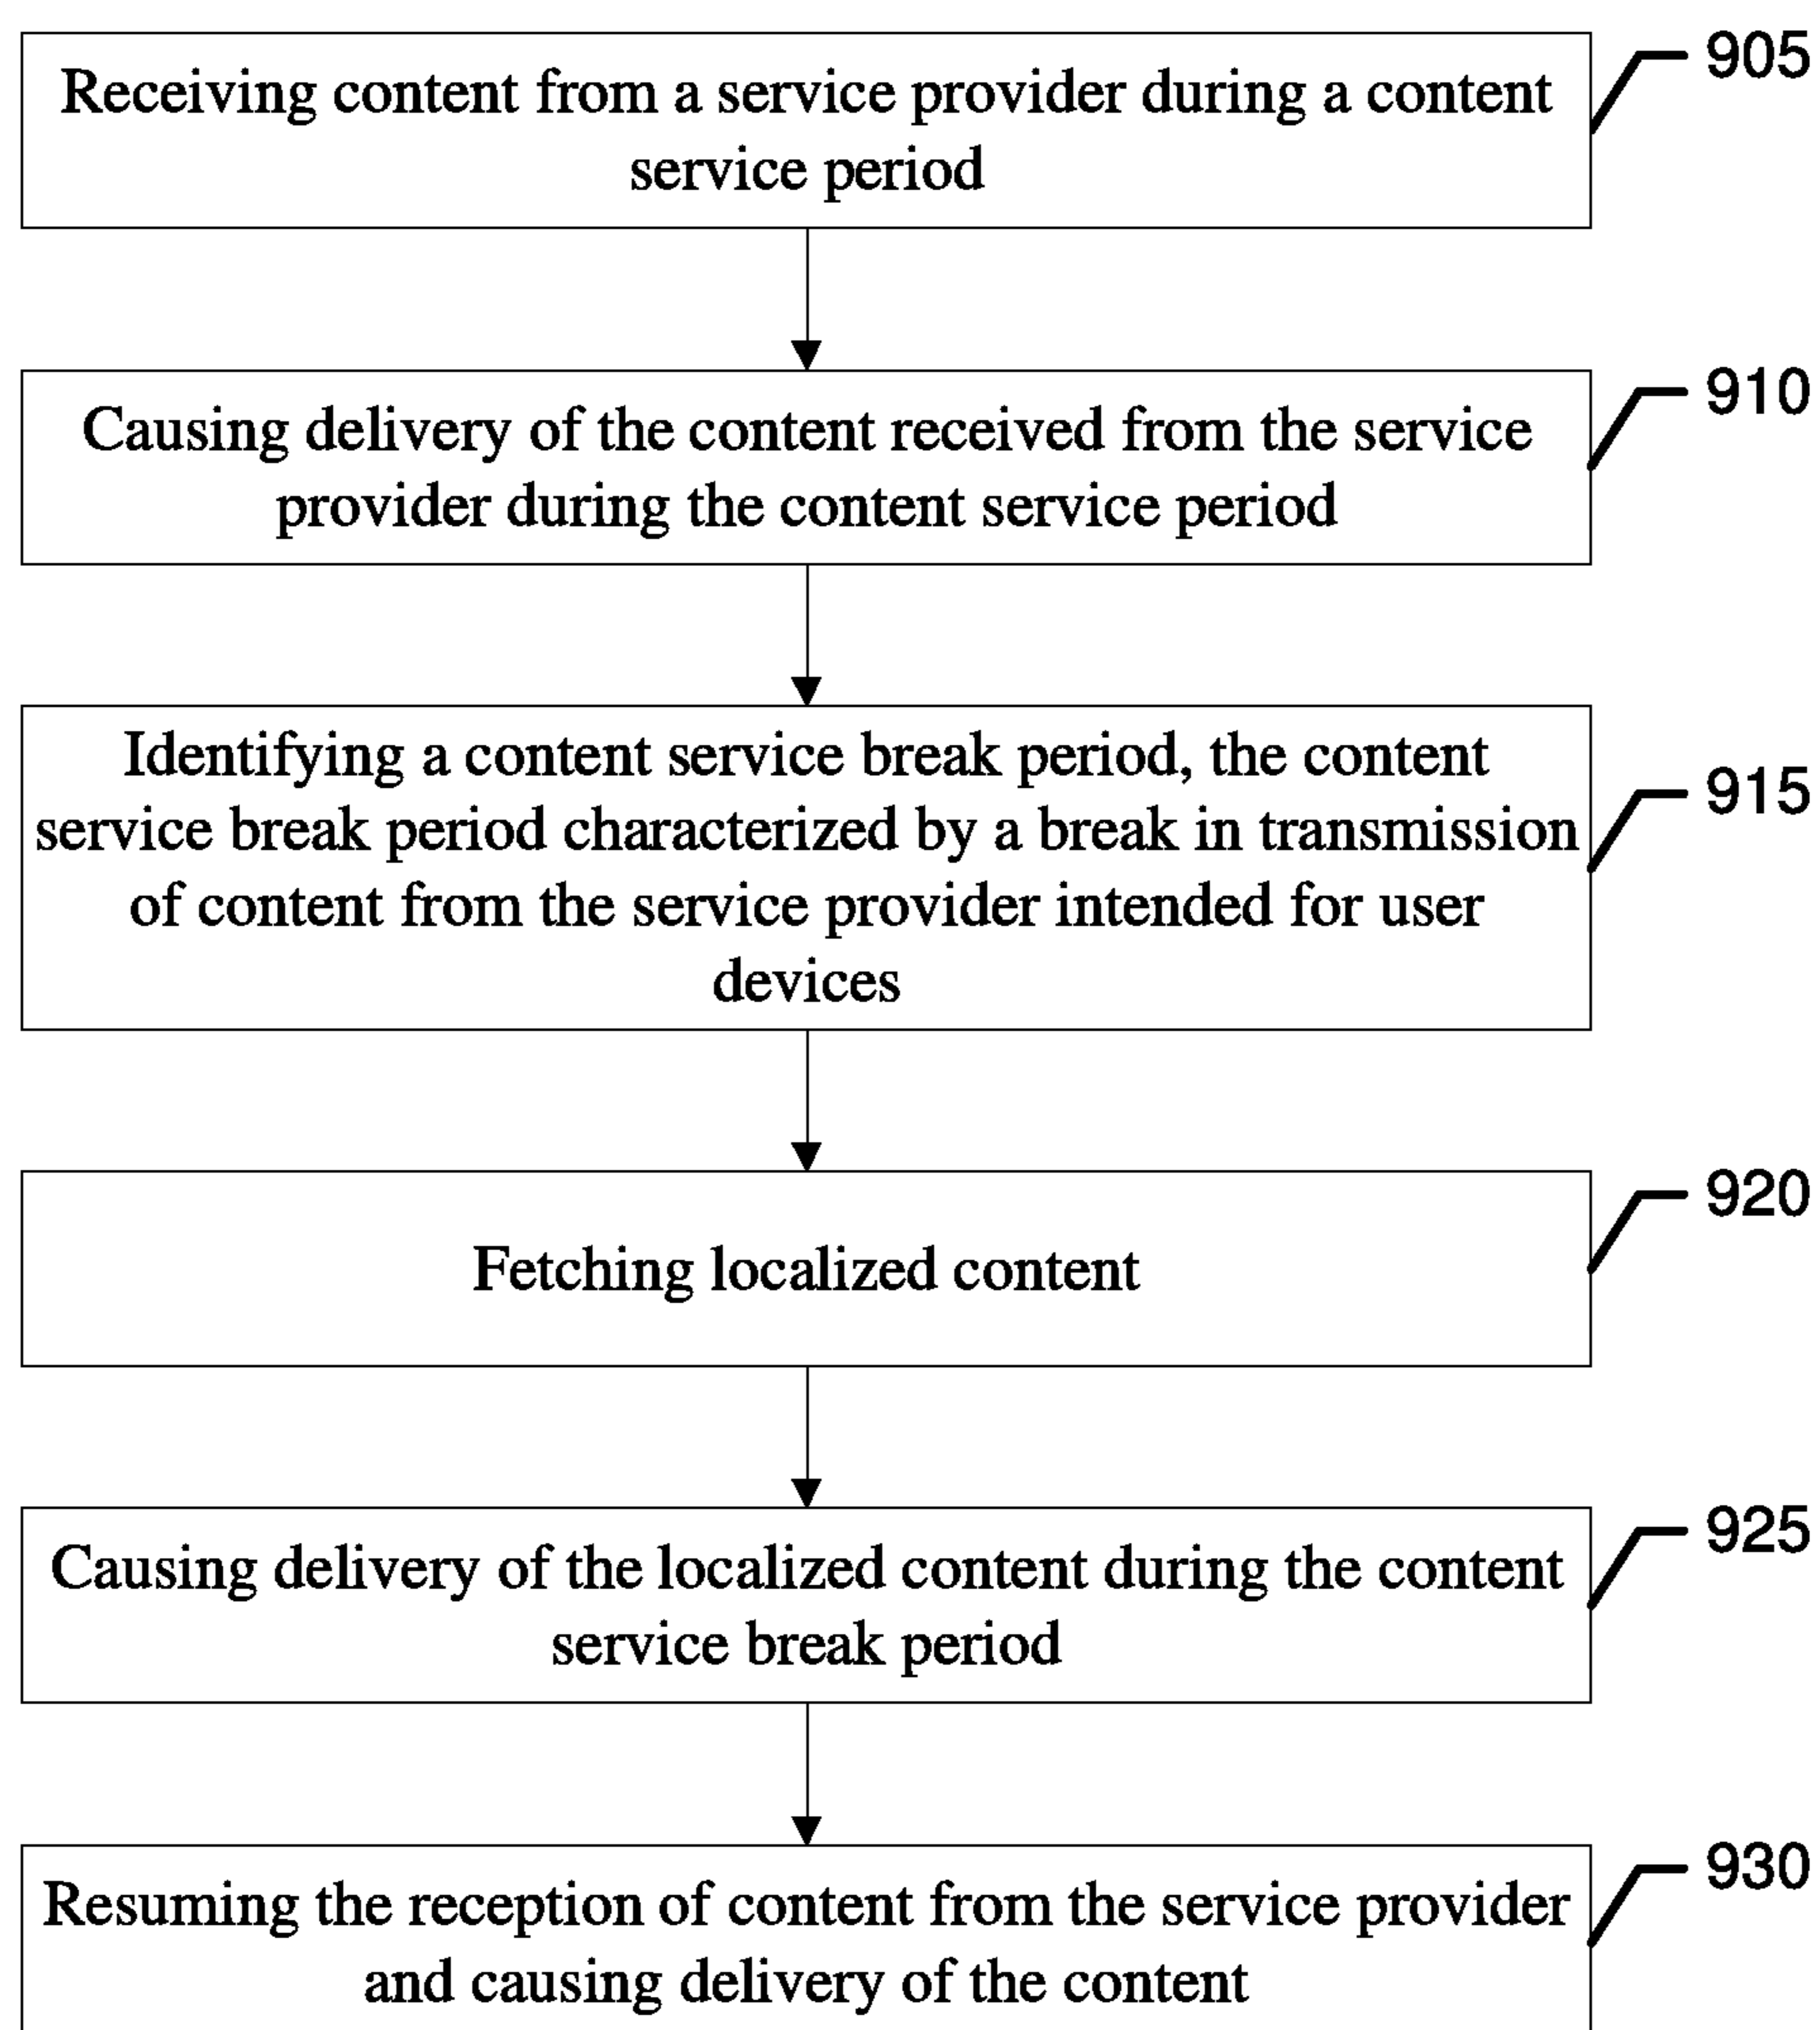 905
Receiving content from a service provider during a content
service period
910
Causing delivery of the content received from the service
provider during the content service period
915
Identifying a content service break period, the content
service break period characterized by a break in transmission
of content from the service provider intended for user
devices
920
Fetching localized content
925
Causing delivery of the localized content during the content
service break period
930
Resuming the reception of content from the service provider
and causing delivery of the content